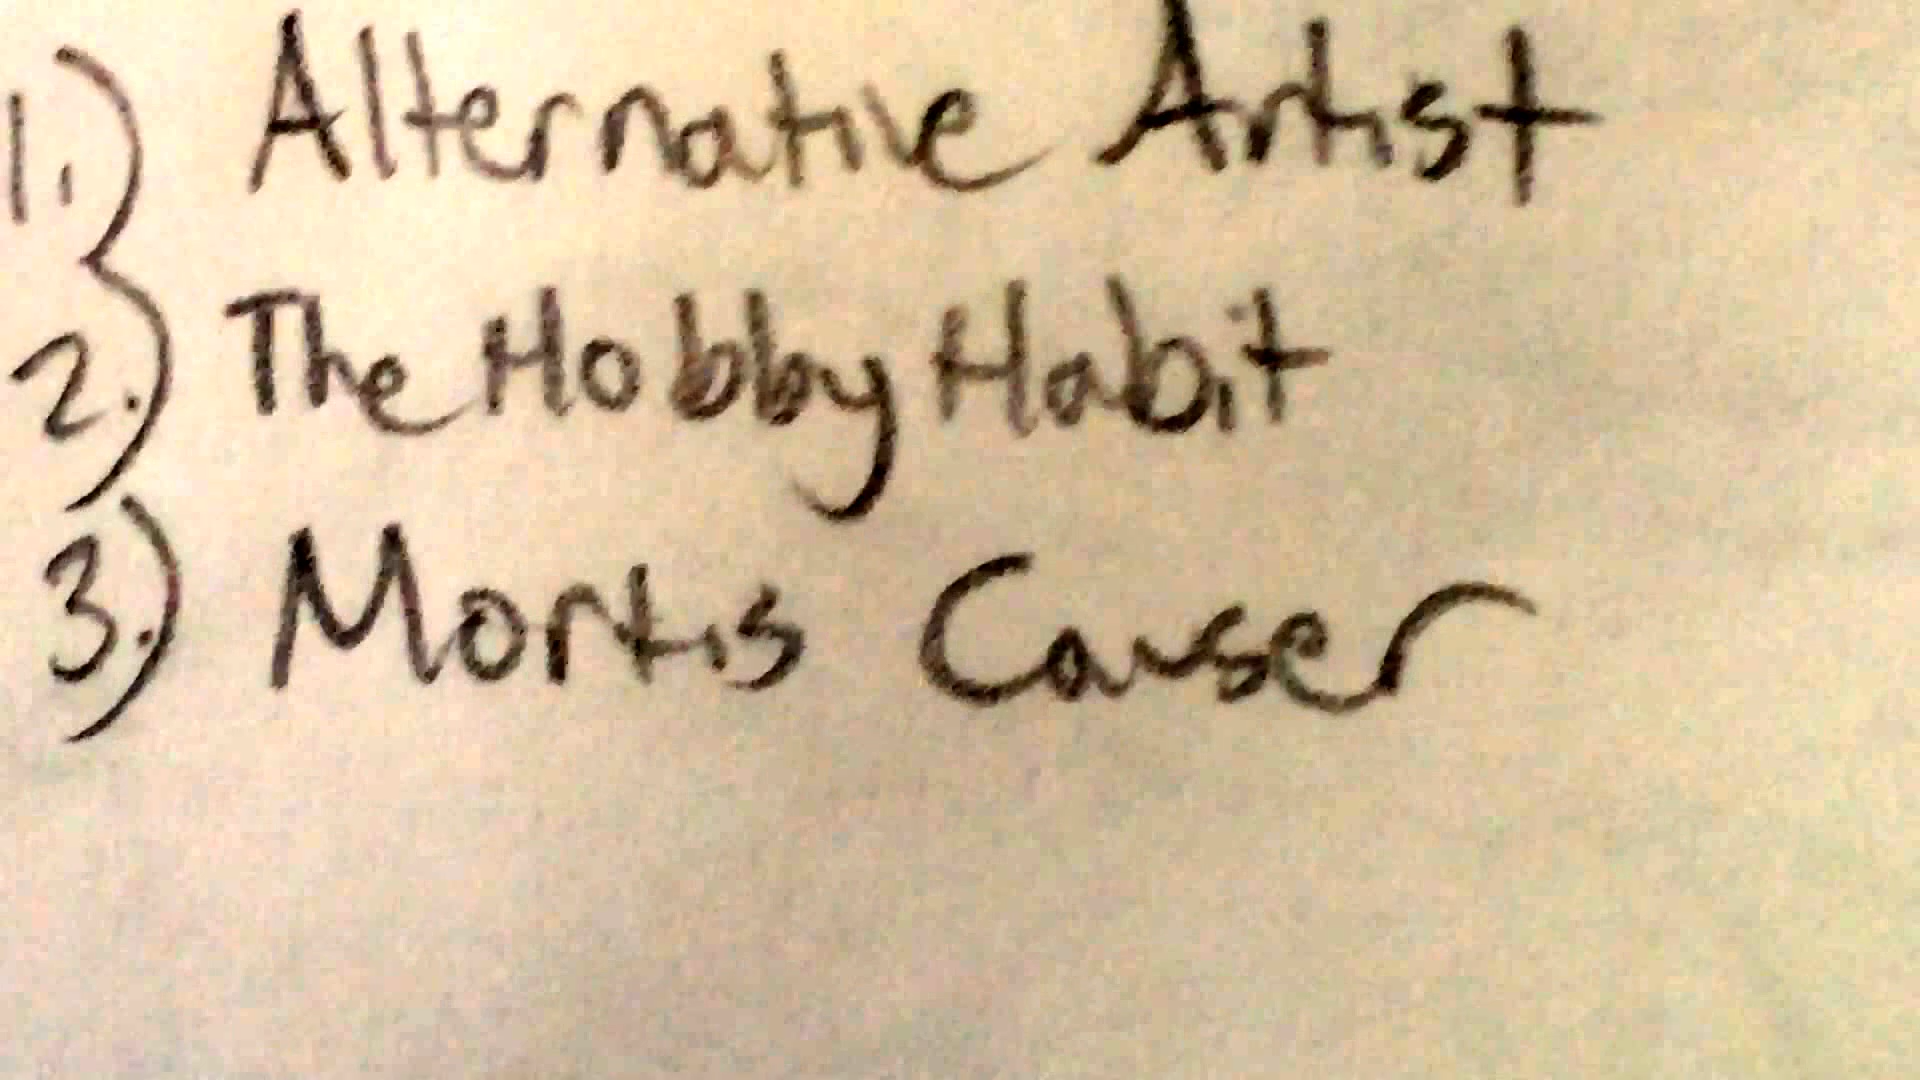 1.) Alternative Artist
2.) The Hobby Habit
3.) Mortis Causer